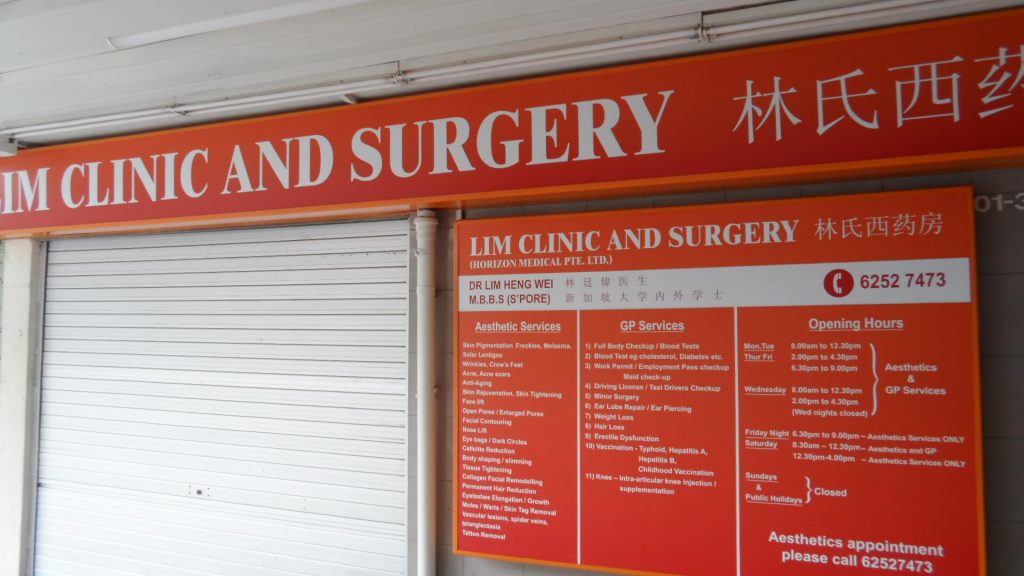 LIM CLINIC AND SURGERY 林氏西药
01-3
LIM CLINIC AND SURGERY 林氏西药房
(HORIZON MEDICAL PTE. LTD.)
DR LIM HENG WEI 林廷偉医生
M.B.B.S (S'PORE) 新加坡大学内外学士
6252 7473
Aesthetic Services
Skin Pigmentation Freckles, Melasma,
Solar Lentigos
Wrinkles, Crow's Feet
Acne, Acne scars
Anti-Aging
Skin Rejuvenation, Skin Tightening
Face lift
Open Pores / Enlarged Pores
Facial Contouring
Nose Lift
Eye bags / Dark Circles
Cellulite Reduction
Body shaping / slimming
Tissue Tightening
Collagen Facial Remodelling
Permanent Hair Reduction
Eyelashes Elongation / Growth
Moles / Warts / Skin Tag Removal
Vascular lesions, spider veins,
telangiectasia
Tattoo Removal
GP Services
1) Full Body Checkup / Blood Tests
2) Blood Test eg cholesterol, Diabetes etc.
3) Work Permit / Employment Pass checkup
Maid check-up
4) Driving License / Taxi Drivers Checkup
5) Minor Surgery
6) Ear Lobe Repair / Ear Piercing
7) Weight Loss
8) Hair Loss
9) Erectile Dysfunction
10) Vaccination - Typhoid, Hepatitis A,
Hepatitis B,
Childhood Vaccination
11) Knee – Intra-articular knee injection /
supplementation
Opening Hours
Mon.Tue 8.00am to 12.30pm
Thur Fri 2.00pm to 4.30pm
6.30pm to 9.00pm
Wednesday 8.00am to 12.30pm
2.00pm to 4.30pm
(Wed nights closed)
Aesthetics
&
GP Services
Friday Night 6.30pm to 9.00pm – Aesthetics Services ONLY
Saturday 8.30am – 12.30pm – Aesthetics and GP
12.30pm-4.00pm – Aesthetics Services ONLY
Sundays
&
Public Holidays
Closed
Aesthetics appointment
please call 62527473